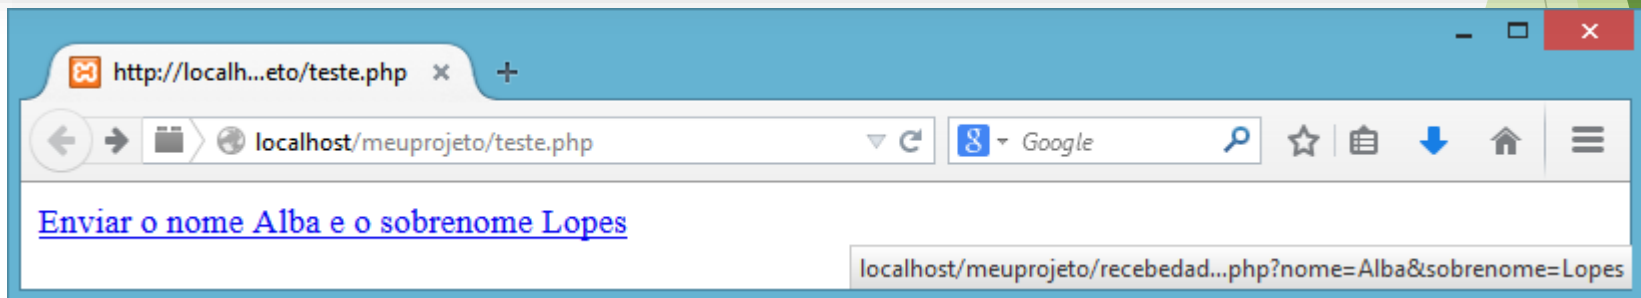 http://localh...eto/teste.php
localhost/meuprojeto/teste.php
8 Google
Enviar o nome Alba e o sobrenome Lopes
localhost/meuprojeto/recebedad...php?nome=Alba&sobrenome=Lopes